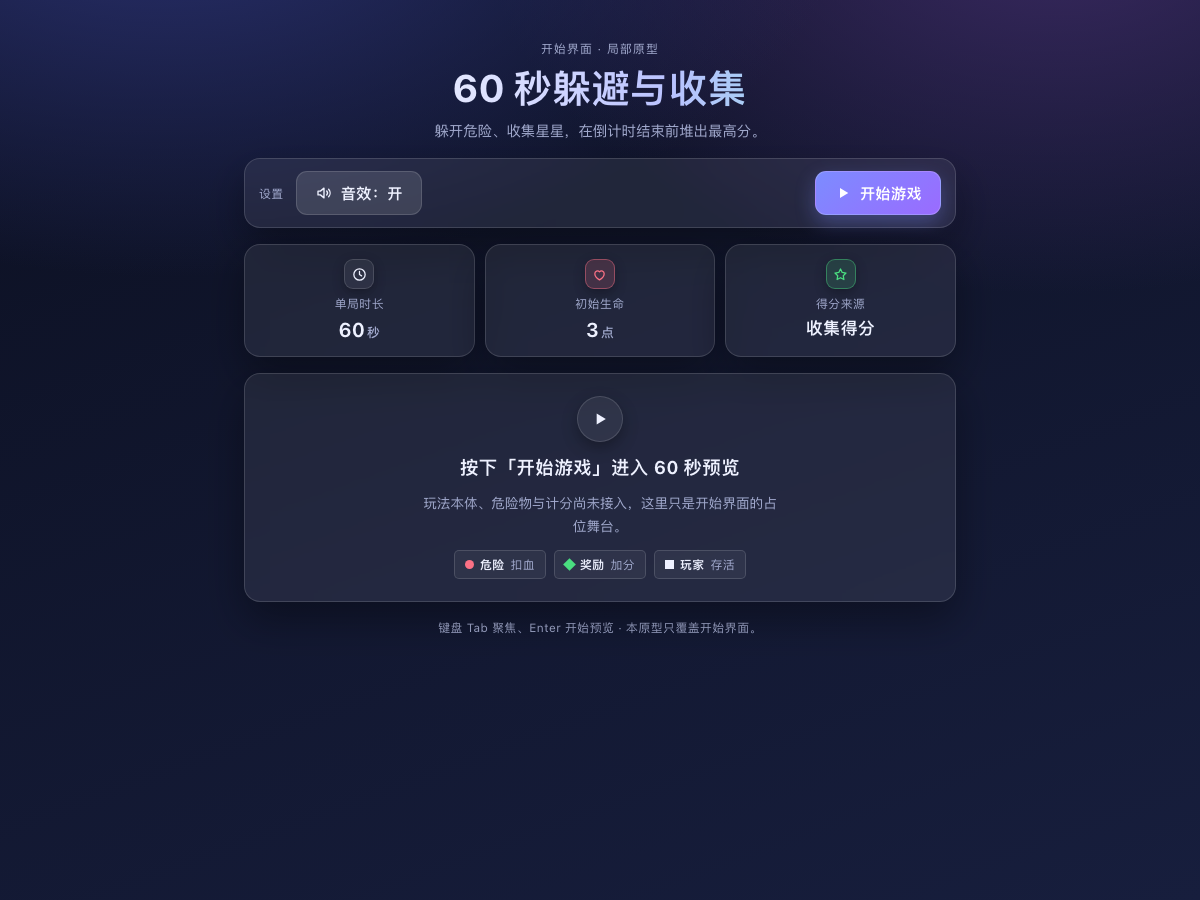 开始界面 · 局部原型
60 秒躲避与收集
躲开危险、收集星星，在倒计时结束前堆出最高分。
设置
音效：开
开始游戏
单局时长
60 秒
初始生命
3 点
得分来源
收集得分
按下「开始游戏」进入 60 秒预览
玩法本体、危险物与计分尚未接入，这里只是开始界面的占
位舞台。
危险 扣血
奖励 加分
玩家 存活
键盘 Tab 聚焦、Enter 开始预览 · 本原型只覆盖开始界面。